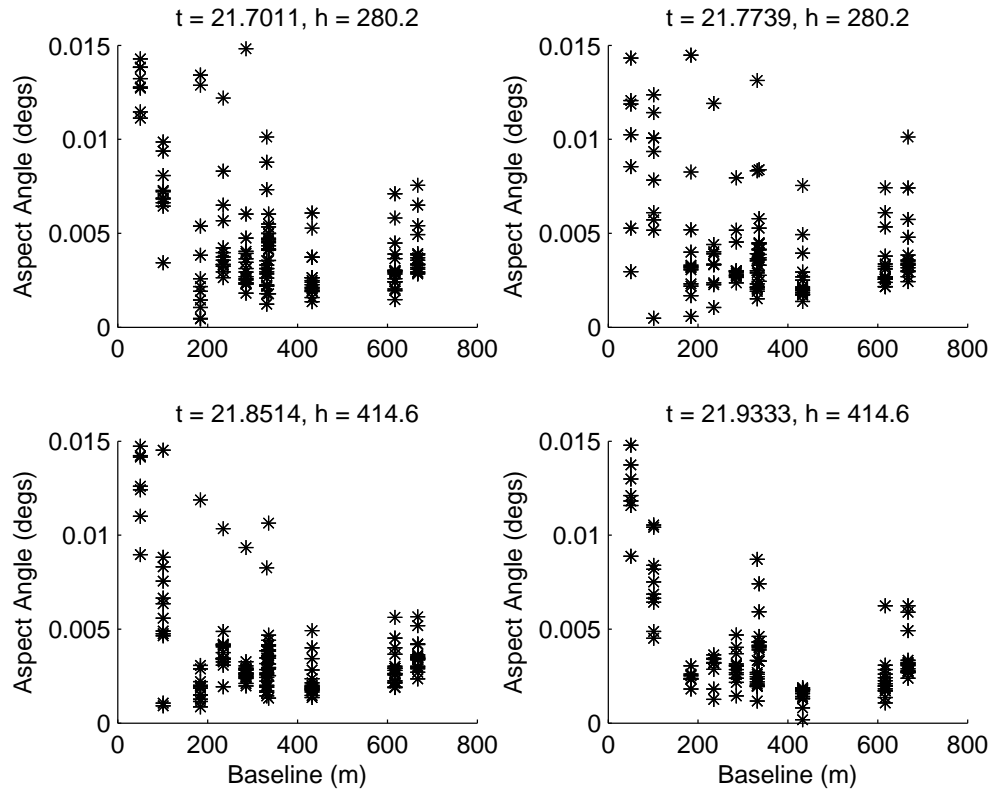 t = 21.7011, h = 280.2
t = 21.7739, h = 280.2
0.015
0.01
0.005
0
Aspect Angle (degs)
0 200 400 600 800
0.015
0.01
0.005
0
Aspect Angle (degs)
0 200 400 600 800
t = 21.8514, h = 414.6
t = 21.9333, h = 414.6
0.015
0.01
0.005
0
Aspect Angle (degs)
0 200 400 600 800
Baseline (m)
0.015
0.01
0.005
0
Aspect Angle (degs)
0 200 400 600 800
Baseline (m)